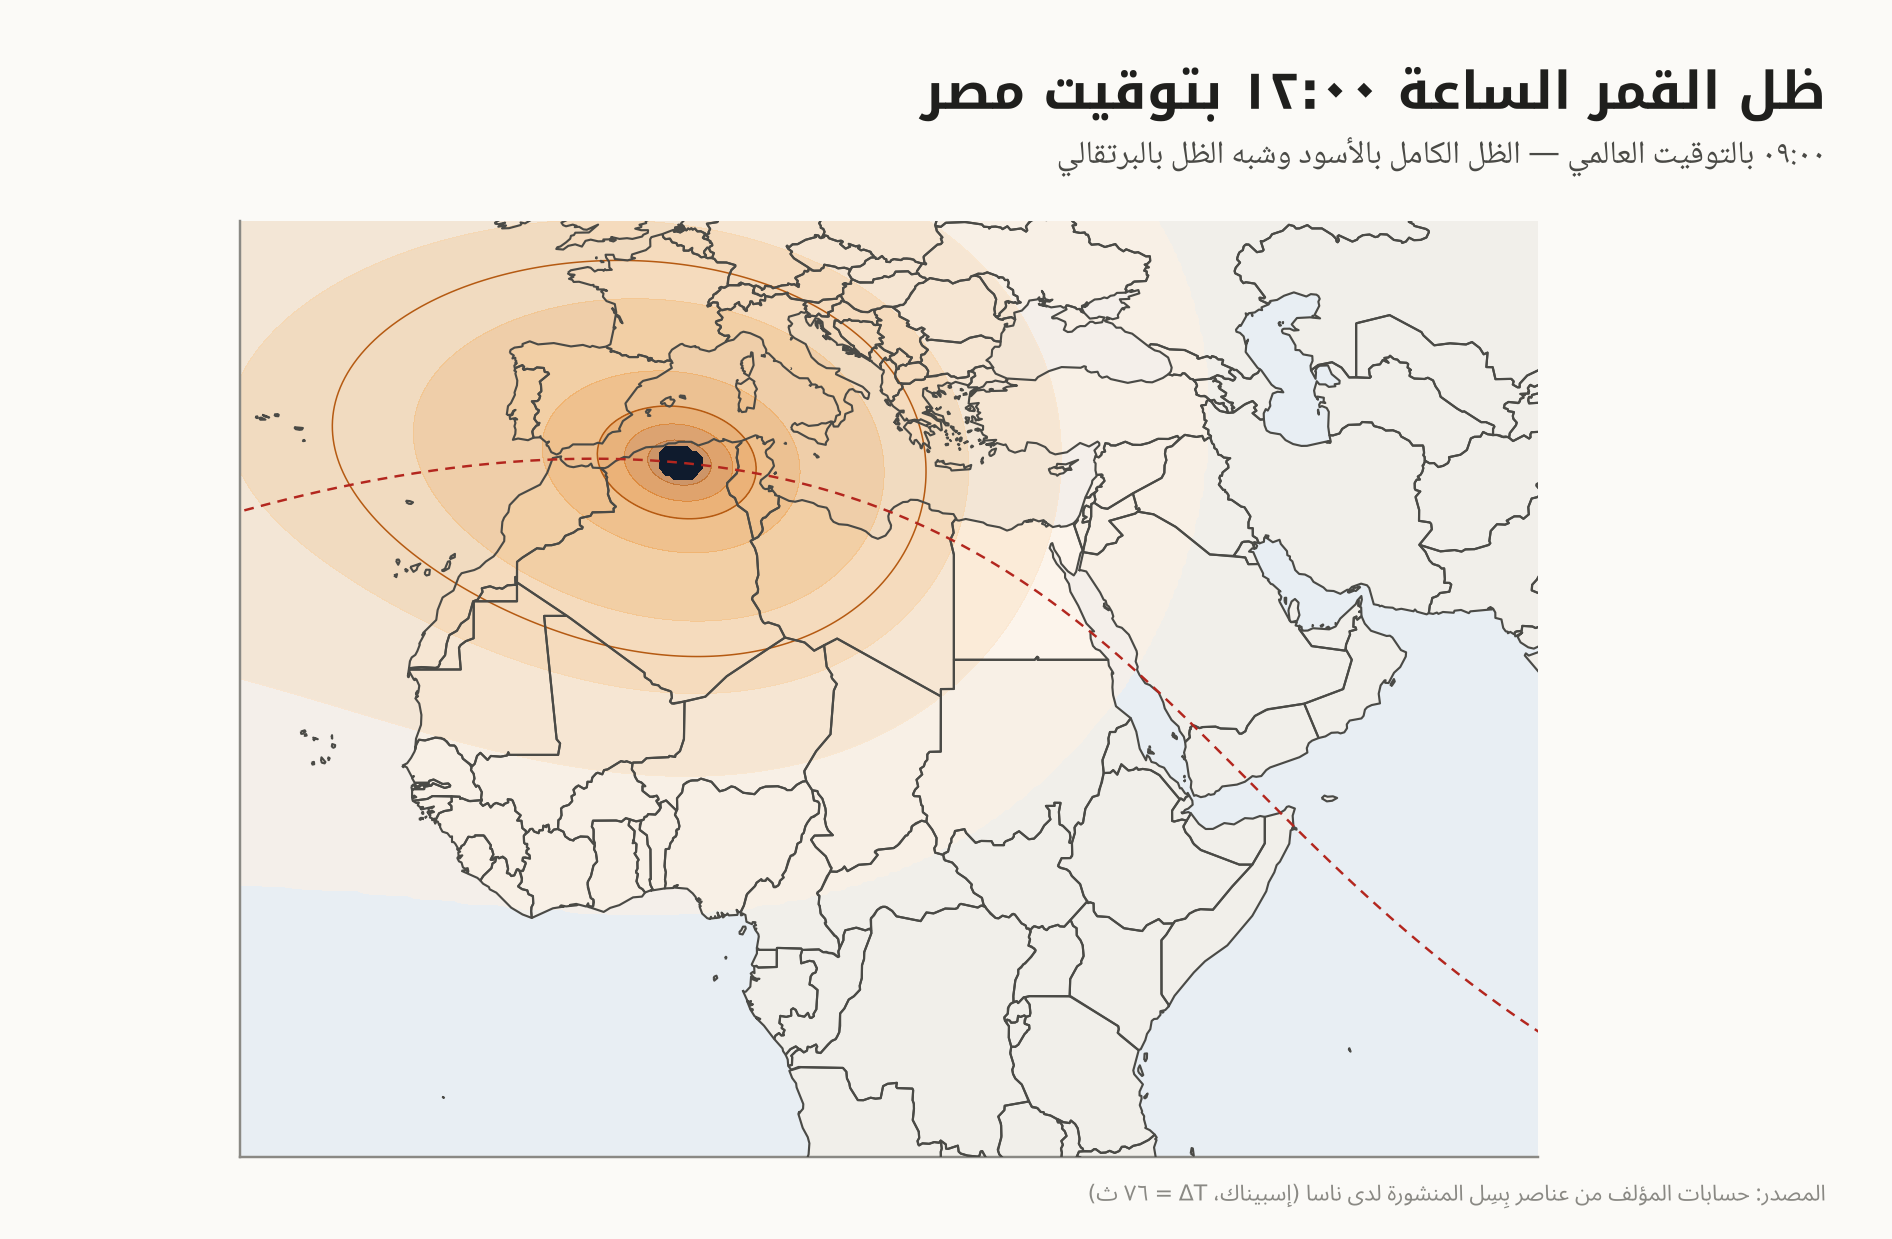 ظل القمر الساعة ١٢:٠٠ بتوقيت مصر
٠٩:٠٠ بالتوقيت العالمي — الظل الكامل بالأسود وشبه الظل بالبرتقالي
المصدر: حسابات المؤلف من عناصر بِسِل المنشورة لدى ناسا (إسبيناك، ΔT = ٧٦ ث)